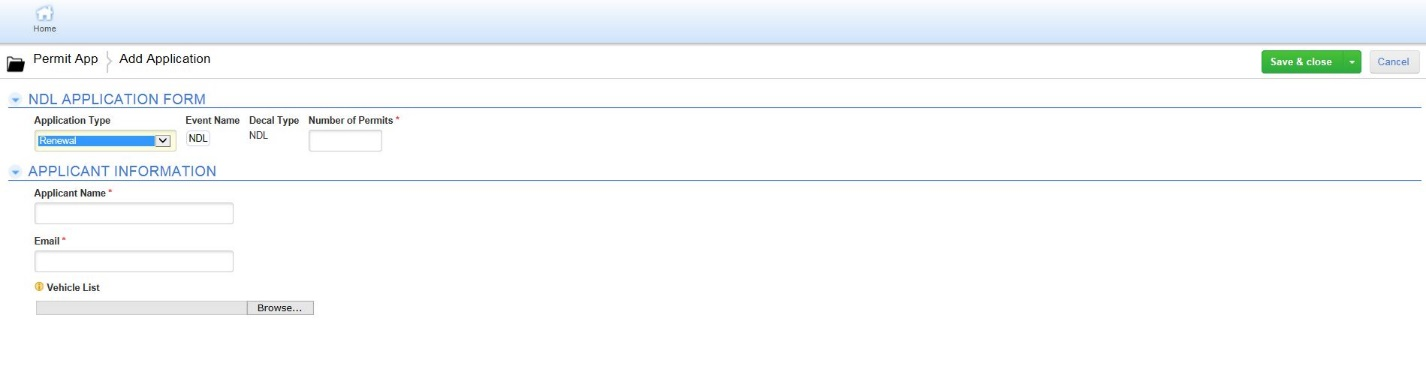 Home
Permit App Add Application
Save & close Cancel
NDL APPLICATION FORM
Application Type Event Name Decal Type Number of Permits *
Renewal NDL NDL
APPLICANT INFORMATION
Applicant Name *
Email *
Vehicle List
Browse...